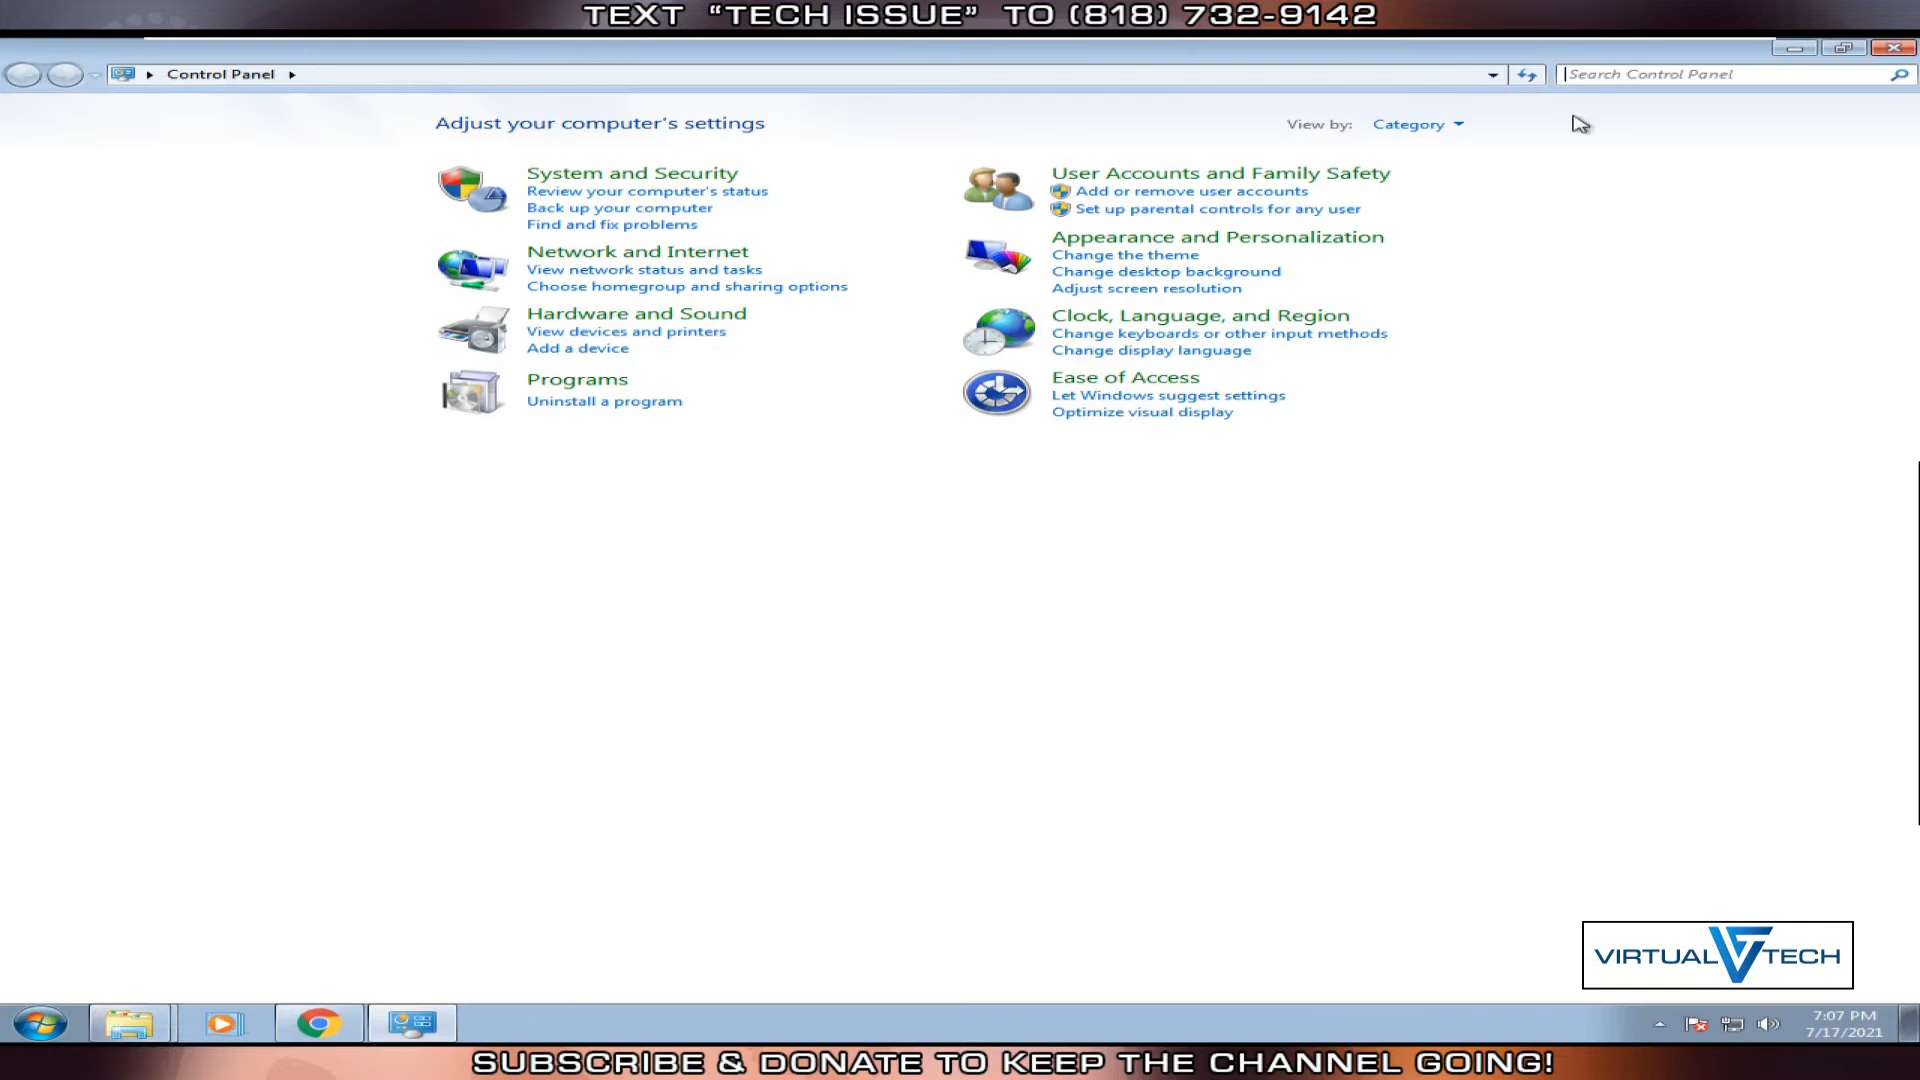 TEXT “TECH ISSUE” TO (818) 732-9142
Control Panel
Search Control Panel
Adjust your computer's settings
View by: Category
System and Security
Review your computer's status
Back up your computer
Find and fix problems
Network and Internet
View network status and tasks
Choose homegroup and sharing options
Hardware and Sound
View devices and printers
Add a device
Programs
Uninstall a program
User Accounts and Family Safety
Add or remove user accounts
Set up parental controls for any user
Appearance and Personalization
Change the theme
Change desktop background
Adjust screen resolution
Clock, Language, and Region
Change keyboards or other input methods
Change display language
Ease of Access
Let Windows suggest settings
Optimize visual display
VIRTUAL VT TECH
7:07 PM
7/17/2021
SUBSCRIBE & DONATE TO KEEP THE CHANNEL GOING!